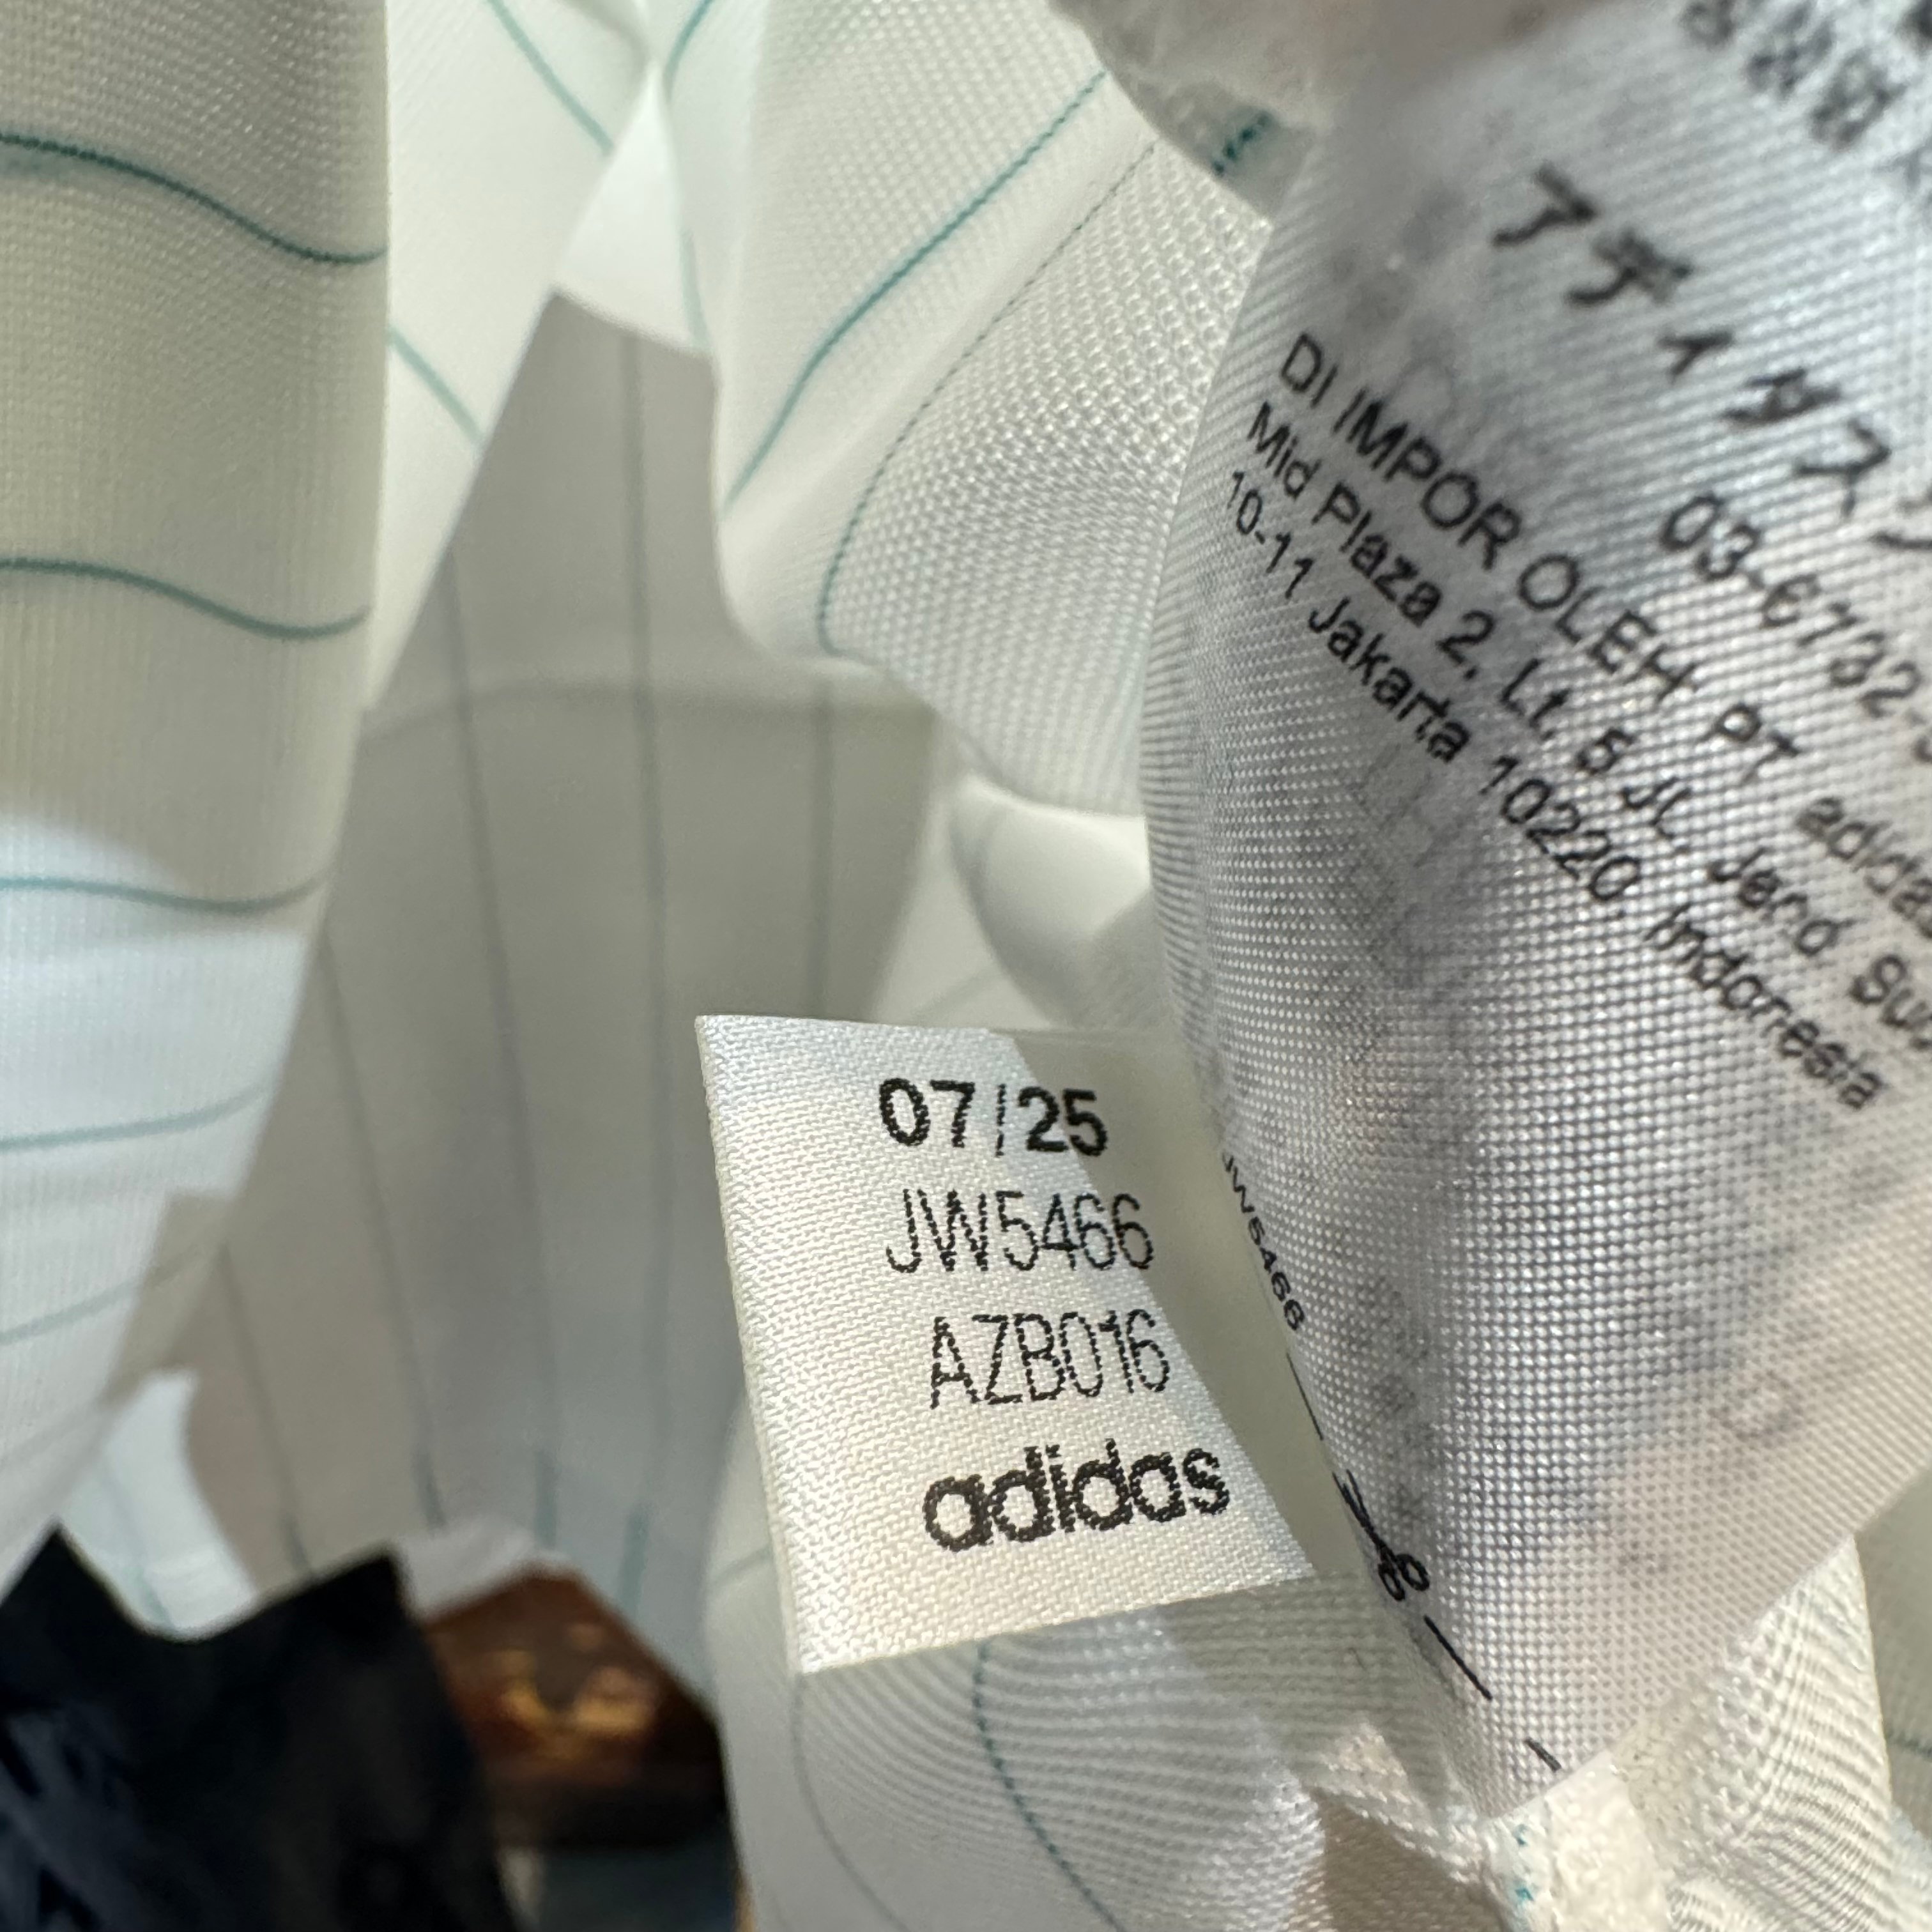 アディダス
03-6732-
DI IMPOR OLEH PT adidas
Mid Plaza 2, Lt. 5 Jl. Jend Su
10-11 Jakarta 10220, Indonesia
07/25
JW5466
AZB016
adidas
JW5466